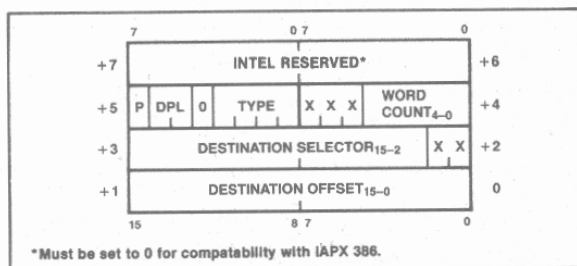 7 0 7 0
+7 INTEL RESERVED* +6
+5 P DPL 0 TYPE X X X WORD COUNT4–0 +4
+3 DESTINATION SELECTOR15–2 X X +2
+1 DESTINATION OFFSET15–0 0
15 8 7 0
*Must be set to 0 for compatability with IAPX 386.